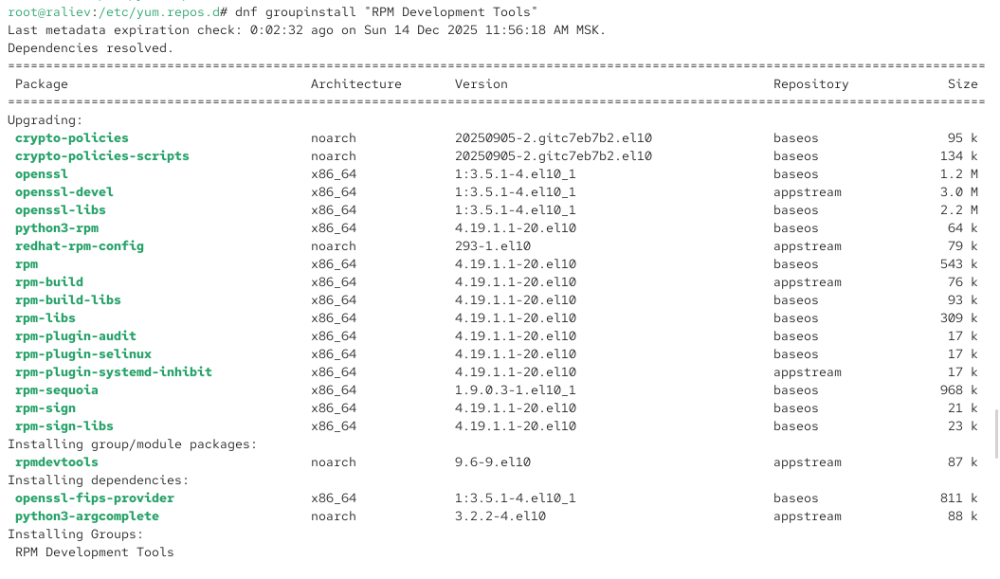 root@raliev:/etc/yum.repos.d# dnf groupinstall "RPM Development Tools"
Last metadata expiration check: 0:02:32 ago on Sun 14 Dec 2025 11:56:18 AM MSK.
Dependencies resolved.
=================================================================================================================================
Package Architecture Version Repository Size
=================================================================================================================================
Upgrading:
crypto-policies noarch 20250905-2.gitc7eb7b2.el10 baseos 95 k
crypto-policies-scripts noarch 20250905-2.gitc7eb7b2.el10 baseos 134 k
openssl x86_64 1:3.5.1-4.el10_1 baseos 1.2 M
openssl-devel x86_64 1:3.5.1-4.el10_1 appstream 3.0 M
openssl-libs x86_64 1:3.5.1-4.el10_1 baseos 2.2 M
python3-rpm x86_64 4.19.1.1-20.el10 baseos 64 k
redhat-rpm-config noarch 293-1.el10 appstream 79 k
rpm x86_64 4.19.1.1-20.el10 baseos 543 k
rpm-build x86_64 4.19.1.1-20.el10 appstream 76 k
rpm-build-libs x86_64 4.19.1.1-20.el10 baseos 93 k
rpm-libs x86_64 4.19.1.1-20.el10 baseos 309 k
rpm-plugin-audit x86_64 4.19.1.1-20.el10 baseos 17 k
rpm-plugin-selinux x86_64 4.19.1.1-20.el10 baseos 17 k
rpm-plugin-systemd-inhibit x86_64 4.19.1.1-20.el10 appstream 17 k
rpm-sequoia x86_64 1.9.0.3-1.el10_1 baseos 968 k
rpm-sign x86_64 4.19.1.1-20.el10 baseos 21 k
rpm-sign-libs x86_64 4.19.1.1-20.el10 baseos 23 k
Installing group/module packages:
rpmdevtools noarch 9.6-9.el10 appstream 87 k
Installing dependencies:
openssl-fips-provider x86_64 1:3.5.1-4.el10_1 baseos 811 k
python3-argcomplete noarch 3.2.2-4.el10 appstream 88 k
Installing Groups:
RPM Development Tools